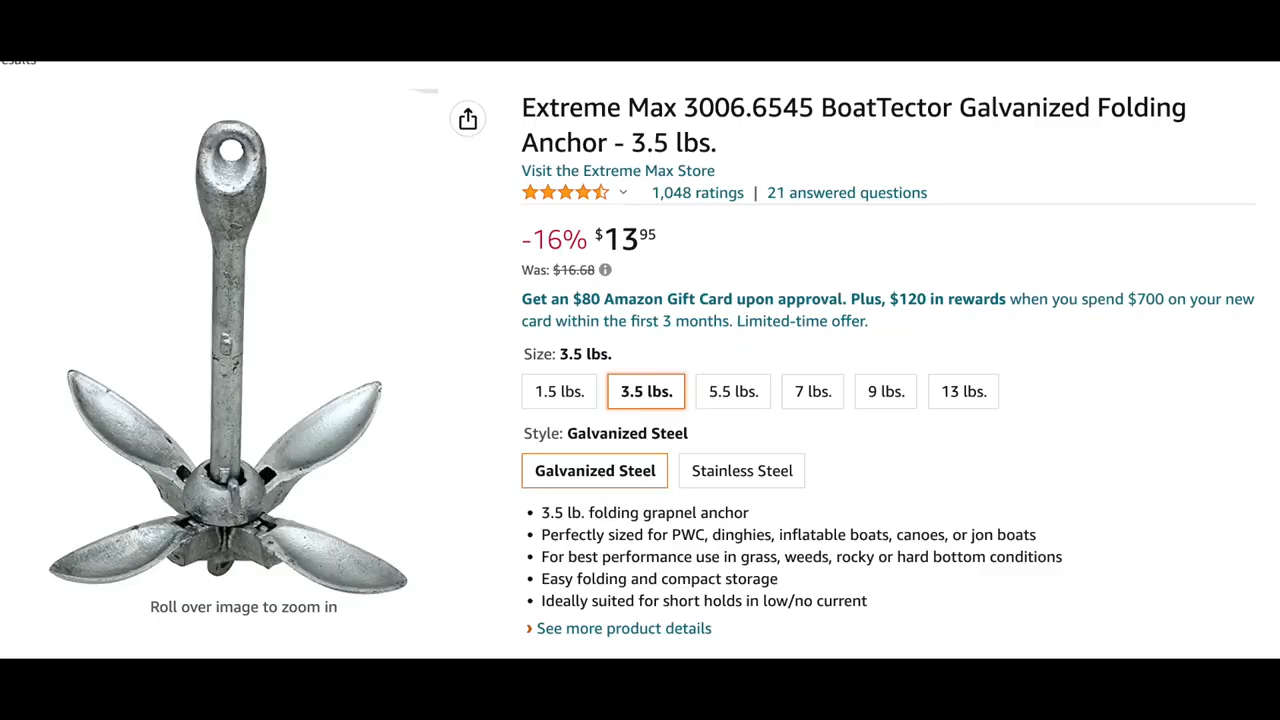 Extreme Max 3006.6545 BoatTector Galvanized Folding
Anchor - 3.5 lbs.
Visit the Extreme Max Store
1,048 ratings | 21 answered questions
-16% $1395
Was: $16.68
Get an $80 Amazon Gift Card upon approval. Plus, $120 in rewards when you spend $700 on your new
card within the first 3 months. Limited-time offer.
Size: 3.5 lbs.
1.5 lbs. 3.5 lbs. 5.5 lbs. 7 lbs. 9 lbs. 13 lbs.
Style: Galvanized Steel
Galvanized Steel Stainless Steel
• 3.5 lb. folding grapnel anchor
• Perfectly sized for PWC, dinghies, inflatable boats, canoes, or jon boats
• For best performance use in grass, weeds, rocky or hard bottom conditions
• Easy folding and compact storage
• Ideally suited for short holds in low/no current
› See more product details
Roll over image to zoom in